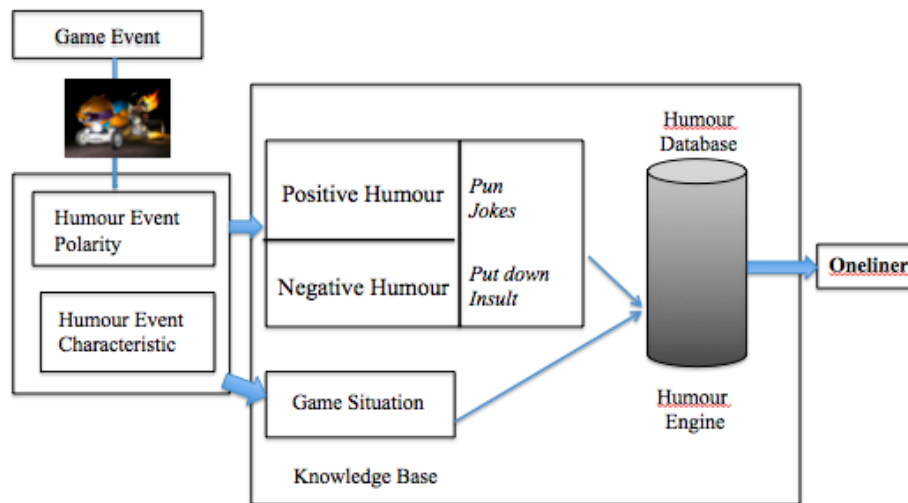 Game Event
Humour Event
Polarity
Humour Event
Characteristic
Positive Humour
Pun
Jokes
Negative Humour
Put down
Insult
Game Situation
Knowledge Base
Humour
Database
Humour
Engine
Oneliner